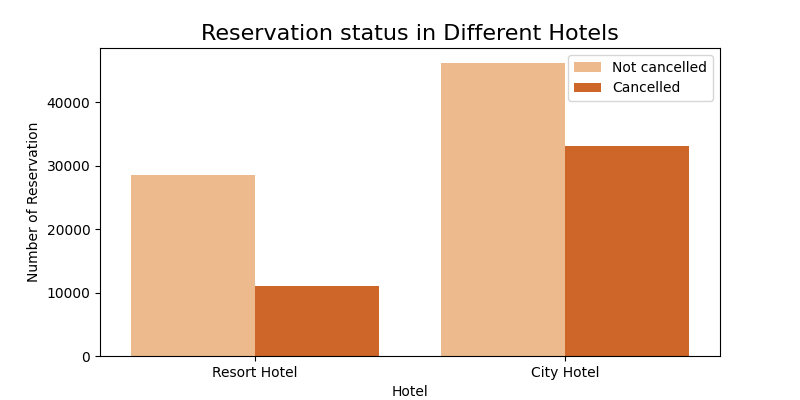 Reservation status in Different Hotels
Not cancelled
Cancelled
Number of Reservation
40000
30000
20000
10000
0
Resort Hotel
City Hotel
Hotel